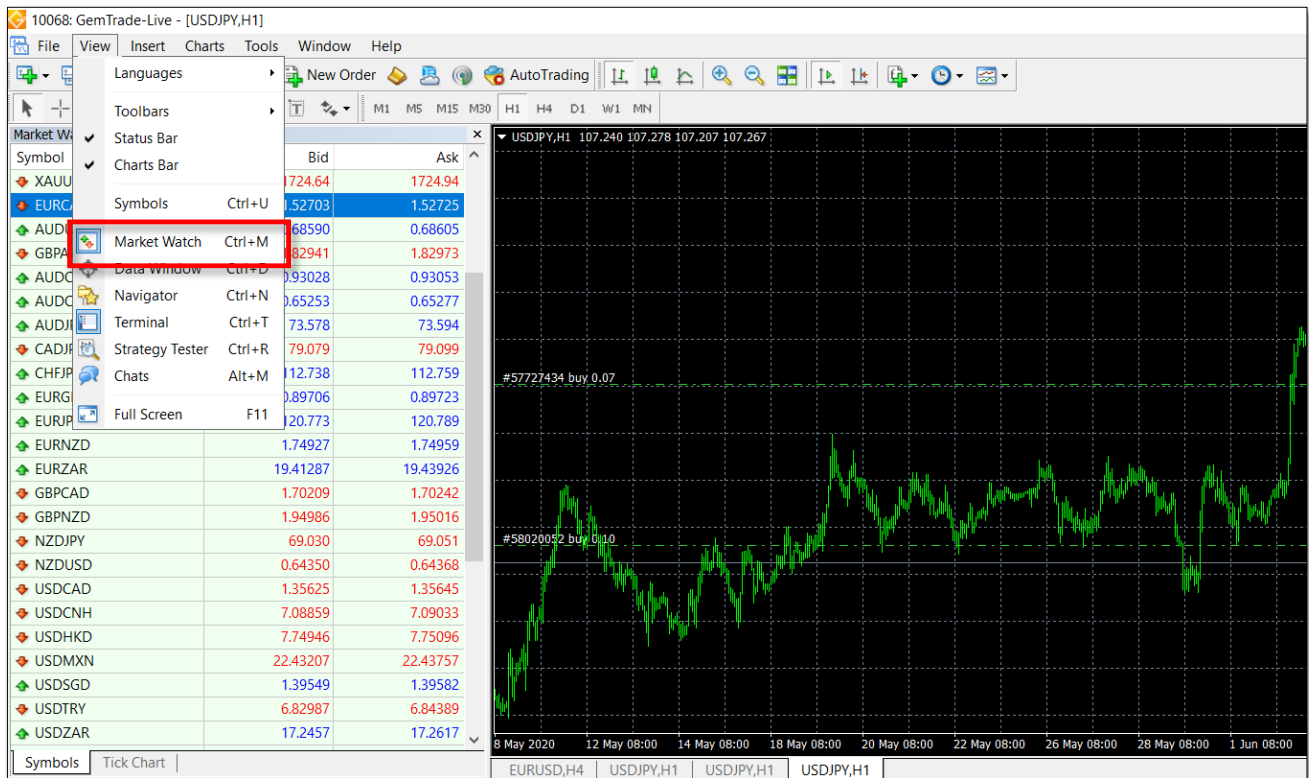 10068: GemTrade-Live - [USDJPY,H1]
File View Insert Charts Tools Window Help
New Order AutoTrading
M1 M5 M15 M30 H1 H4 D1 W1 MN
Languages
Toolbars
Status Bar
Charts Bar
Symbols Ctrl+U
Market Watch Ctrl+M
Data Window Ctrl+D
Navigator Ctrl+N
Terminal Ctrl+T
Strategy Tester Ctrl+R
Chats Alt+M
Full Screen F11
Market Wa
Symbol Bid Ask
XAUU 1724.64 1724.94
EURCA 1.52703 1.52725
AUDU 0.68590 0.68605
GBPA 1.82941 1.82973
AUDC 0.93028 0.93053
AUDC 0.65253 0.65277
AUDJP 73.578 73.594
CADJP 79.079 79.099
CHFJP 112.738 112.759
EURG 0.89706 0.89723
EURJP 120.773 120.789
EURNZD 1.74927 1.74959
EURZAR 19.41287 19.43926
GBPCAD 1.70209 1.70242
GBPNZD 1.94986 1.95016
NZDJPY 69.030 69.051
NZDUSD 0.64350 0.64368
USDCAD 1.35625 1.35645
USDCNH 7.08859 7.09033
USDHKD 7.74946 7.75096
USDMXN 22.43207 22.43757
USDSGD 1.39549 1.39582
USDTRY 6.82987 6.84389
USDZAR 17.2457 17.2617
Symbols Tick Chart
USDJPY,H1 107.240 107.278 107.207 107.267
#57727434 buy 0.07
#58020052 buy 0.10
8 May 2020 12 May 08:00 14 May 08:00 18 May 08:00 20 May 08:00 22 May 08:00 26 May 08:00 28 May 08:00 1 Jun 08:00
EURUSD,H4 USDJPY,H1 USDJPY,H1 USDJPY,H1